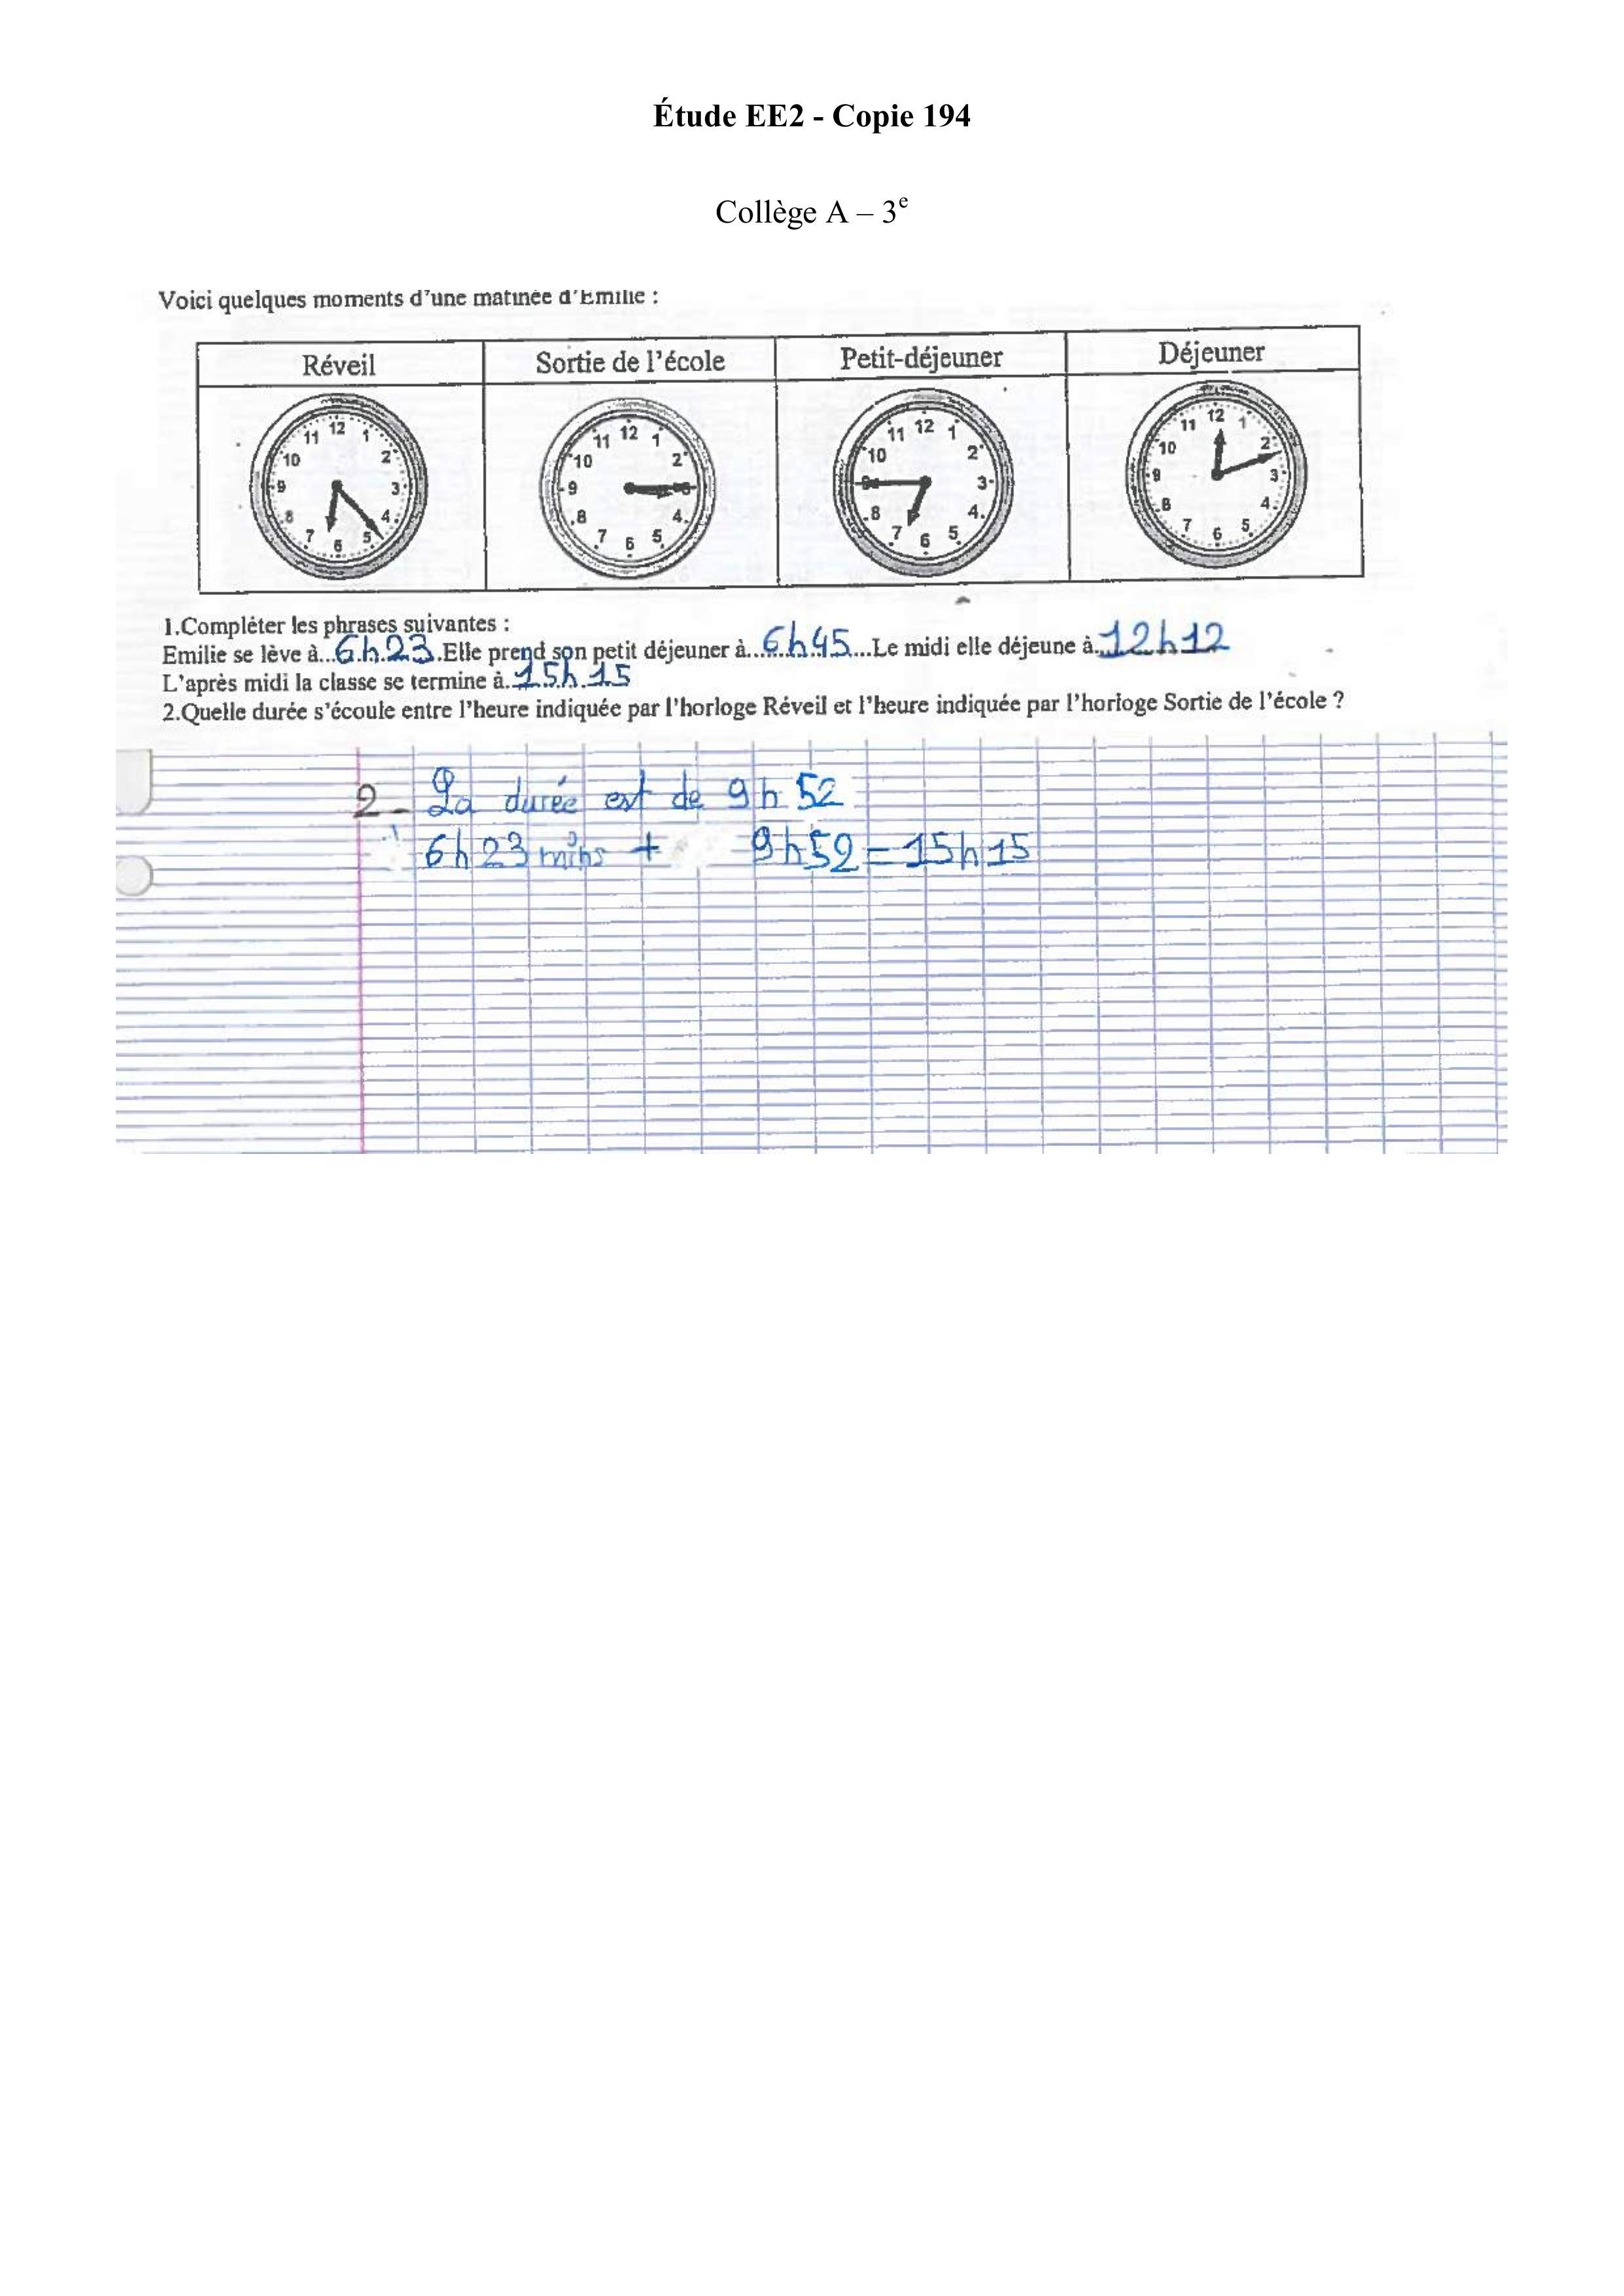 Étude EE2 - Copie 194
Collège A – 3e
Voici quelques moments d'une matinée d'Emilie :
Réveil Sortie de l'école Petit-déjeuner Déjeuner
12 1 2 3 4 5 6 7 8 9 10 11
12 1 2 3 4 5 6 7 8 9 10 11
12 1 2 3 4 5 6 7 8 9 10 11
12 1 2 3 4 5 6 7 8 9 10 11
1.Compléter les phrases suivantes :
Emilie se lève à...6h23.Elle prend son petit déjeuner à......6h45...Le midi elle déjeune à..12h12
L'après midi la classe se termine à.15h15
2.Quelle durée s'écoule entre l'heure indiquée par l'horloge Réveil et l'heure indiquée par l'horloge Sortie de l'école ?
2- La durée est de 9h52
6h23mins + 9h52=15h15